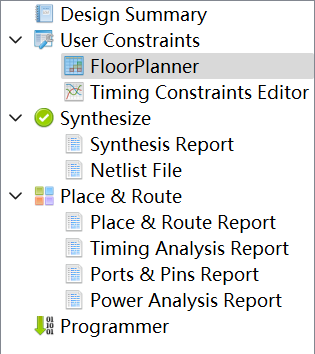 Design Summary
User Constraints
FloorPlanner
Timing Constraints Editor
Synthesize
Synthesis Report
Netlist File
Place & Route
Place & Route Report
Timing Analysis Report
Ports & Pins Report
Power Analysis Report
Programmer